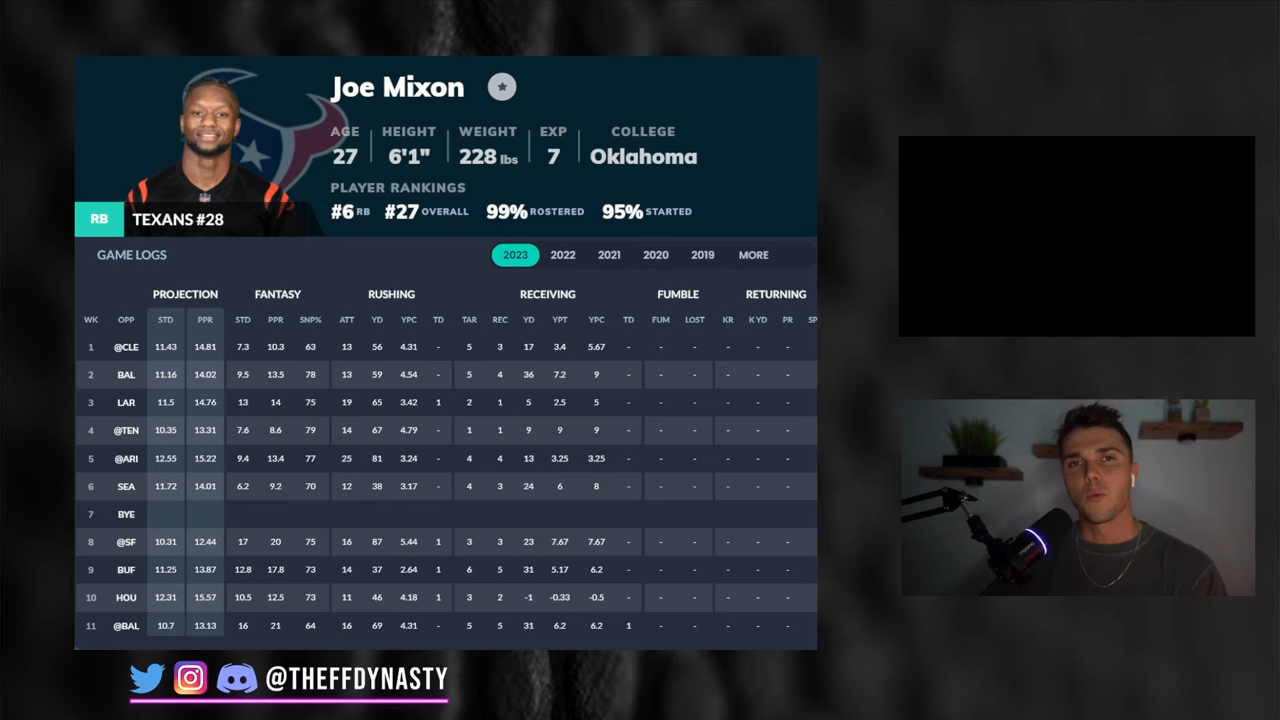 Joe Mixon
AGE HEIGHT WEIGHT EXP COLLEGE
27 6'1" 228 lbs 7 Oklahoma
PLAYER RANKINGS
#6 RB #27 OVERALL 99% ROSTERED 95% STARTED
RB TEXANS #28
GAME LOGS 2023 2022 2021 2020 2019 MORE
PROJECTION FANTASY RUSHING RECEIVING FUMBLE RETURNING
WK OPP STD PPR STD PPR SNP% ATT YD YPC TD TAR REC YD YPT YPC TD FUM LOST KR KYD PR SP
1 @CLE 11.43 14.81 7.3 10.3 63 13 56 4.31 - 5 3 17 3.4 5.67 - - - - - -
2 BAL 11.16 14.02 9.5 13.5 78 13 59 4.54 - 5 4 36 7.2 9 - - - - - -
3 LAR 11.5 14.76 13 14 75 19 65 3.42 1 2 1 5 2.5 5 - - - - - -
4 @TEN 10.35 13.31 7.6 8.6 79 14 67 4.79 - 1 1 9 9 9 - - - - - -
5 @ARI 12.55 15.22 9.4 13.4 77 25 81 3.24 - 4 4 13 3.25 3.25 - - - - - -
6 SEA 11.72 14.01 6.2 9.2 70 12 38 3.17 - 4 3 24 6 8 - - - - - -
7 BYE
8 @SF 10.31 12.44 17 20 75 16 87 5.44 1 3 3 23 7.67 7.67 - - - - - -
9 BUF 11.25 13.87 12.8 17.8 73 14 37 2.64 1 6 5 31 5.17 6.2 - - - - - -
10 HOU 12.31 15.57 10.5 12.5 73 11 46 4.18 1 3 2 -1 -0.33 -0.5 - - - - - -
11 @BAL 10.7 13.13 16 21 64 16 69 4.31 - 5 5 31 6.2 6.2 1 - - - - -
@THEFFDYNASTY